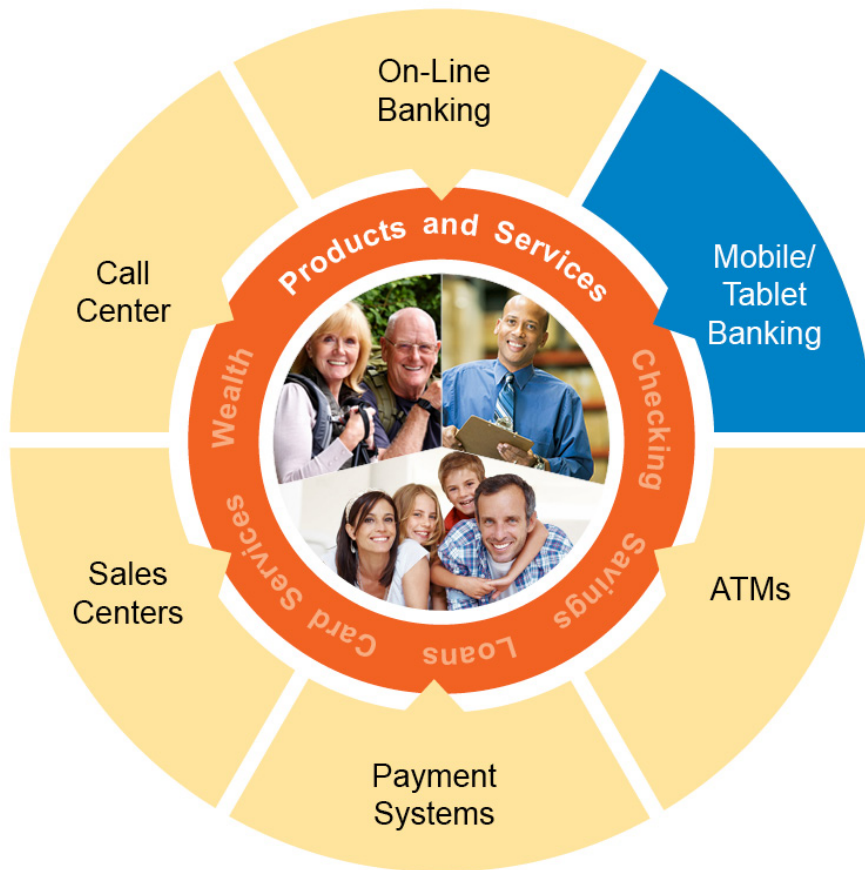 On-Line
Banking
Mobile/
Tablet
Banking
ATMs
Payment
Systems
Sales
Centers
Call
Center
Products and Services
Checking
Savings
Loans
Card Services
Wealth